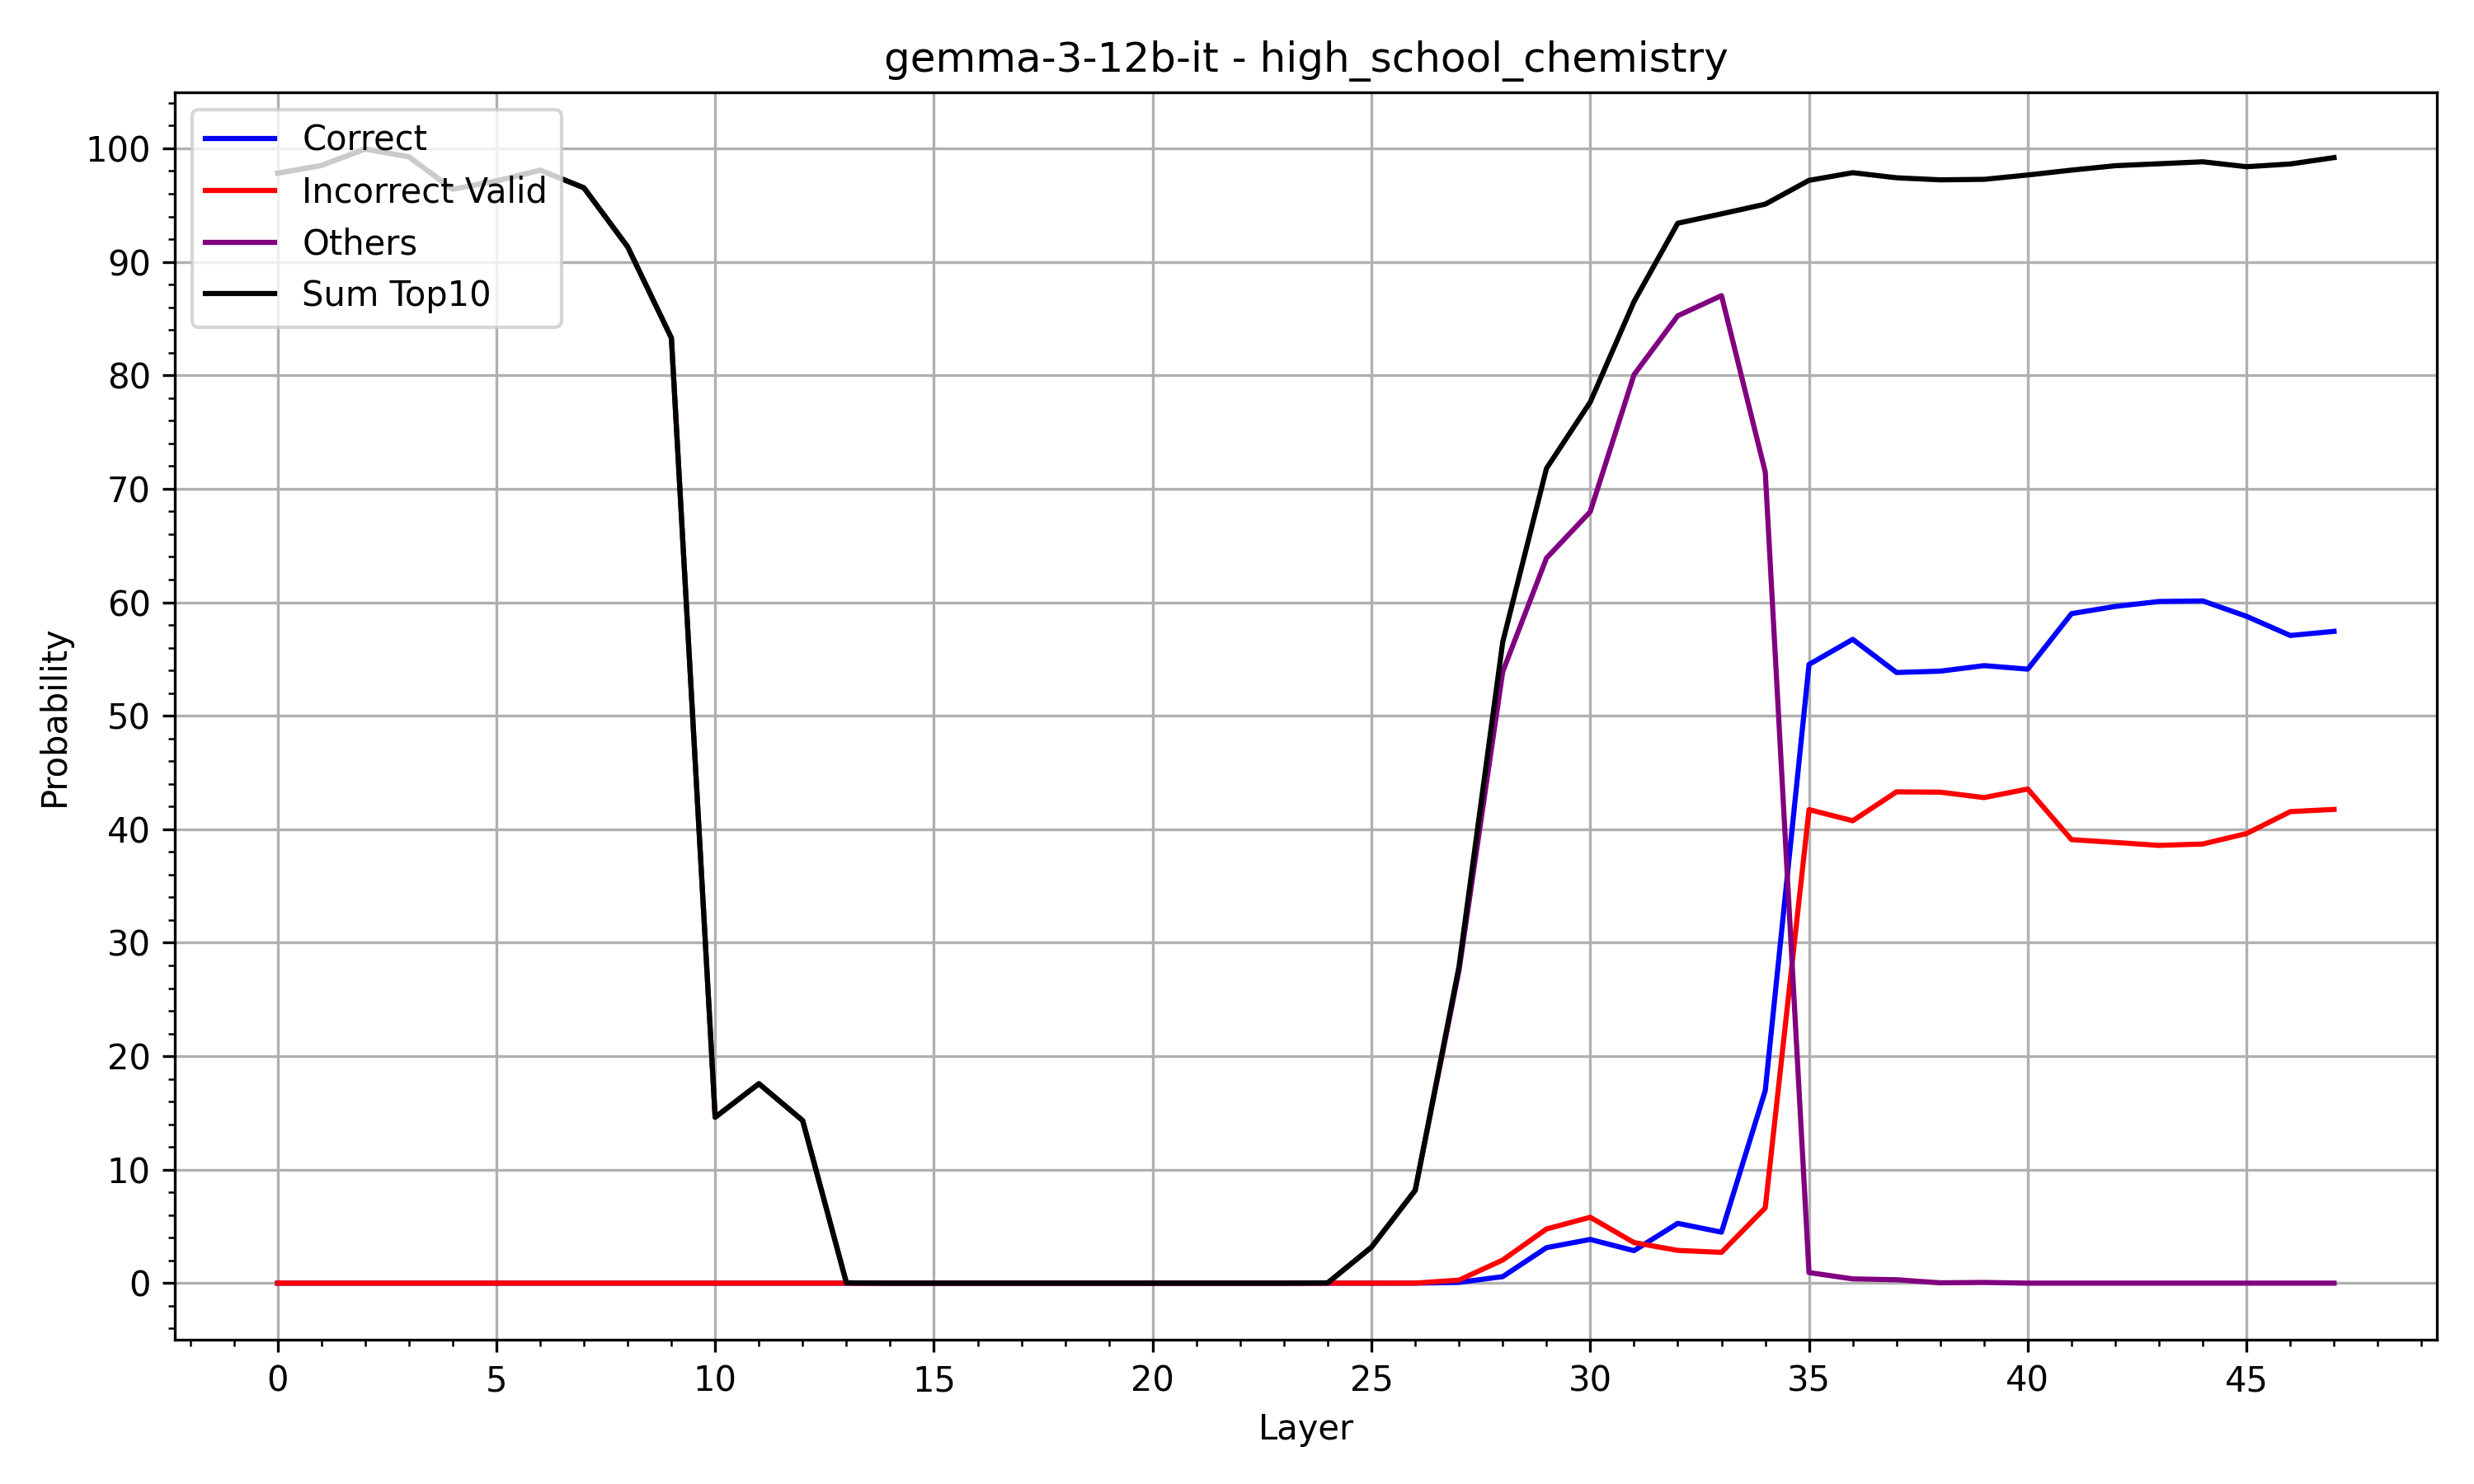 gemma-3-12b-it - high_school_chemistry
Correct
Incorrect Valid
Others
Sum Top10
Probability
100
90
80
70
60
50
40
30
20
10
0
0 5 10 15 20 25 30 35 40 45
Layer